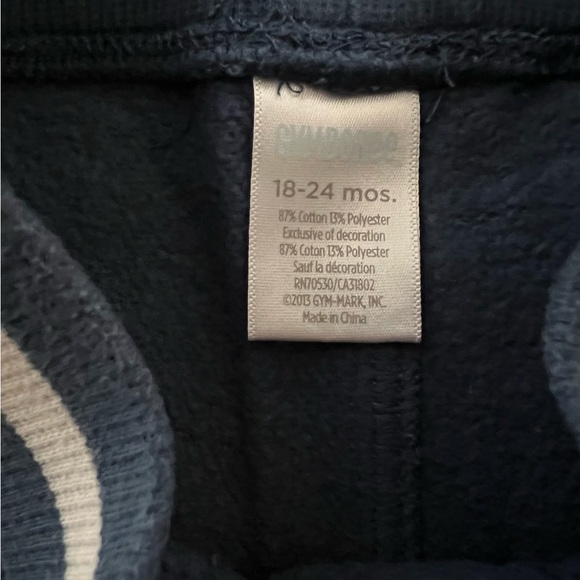 GYMBOREE
18-24 mos.
87% Cotton 13% Polyester
Exclusive of decoration
87% Coton 13% Polyester
Sauf la décoration
RN70530/CA31802
©2013 GYM-MARK, INC.
Made in China